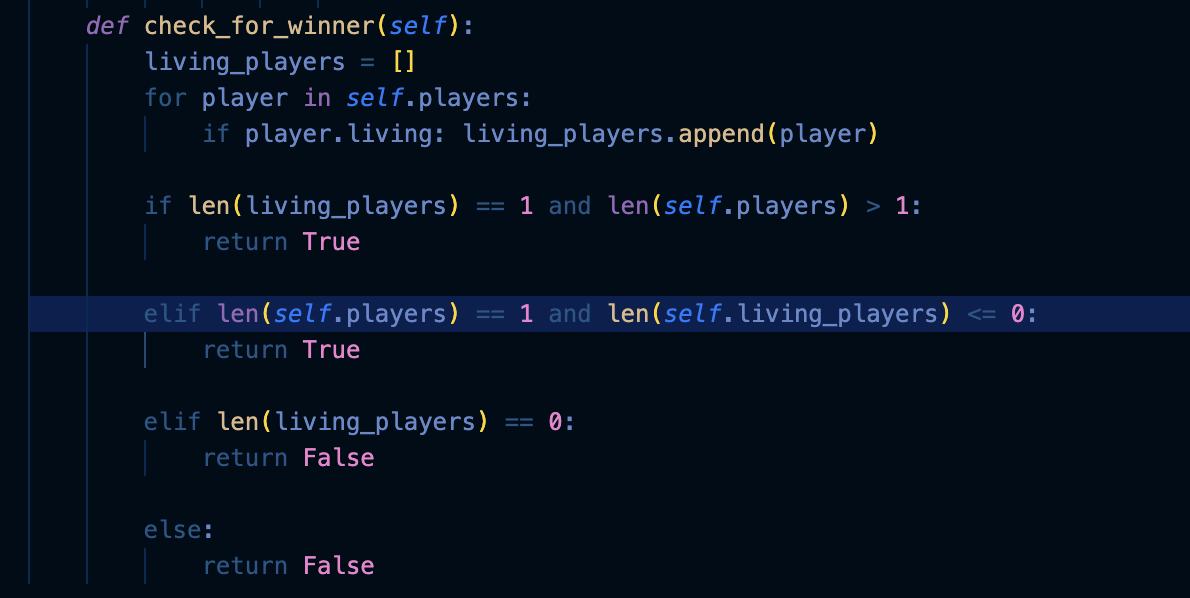 def check_for_winner(self):
    living_players = []
    for player in self.players:
        if player.living: living_players.append(player)

    if len(living_players) == 1 and len(self.players) > 1:
        return True

    elif len(self.players) == 1 and len(self.living_players) <= 0:
        return True

    elif len(living_players) == 0:
        return False

    else:
        return False